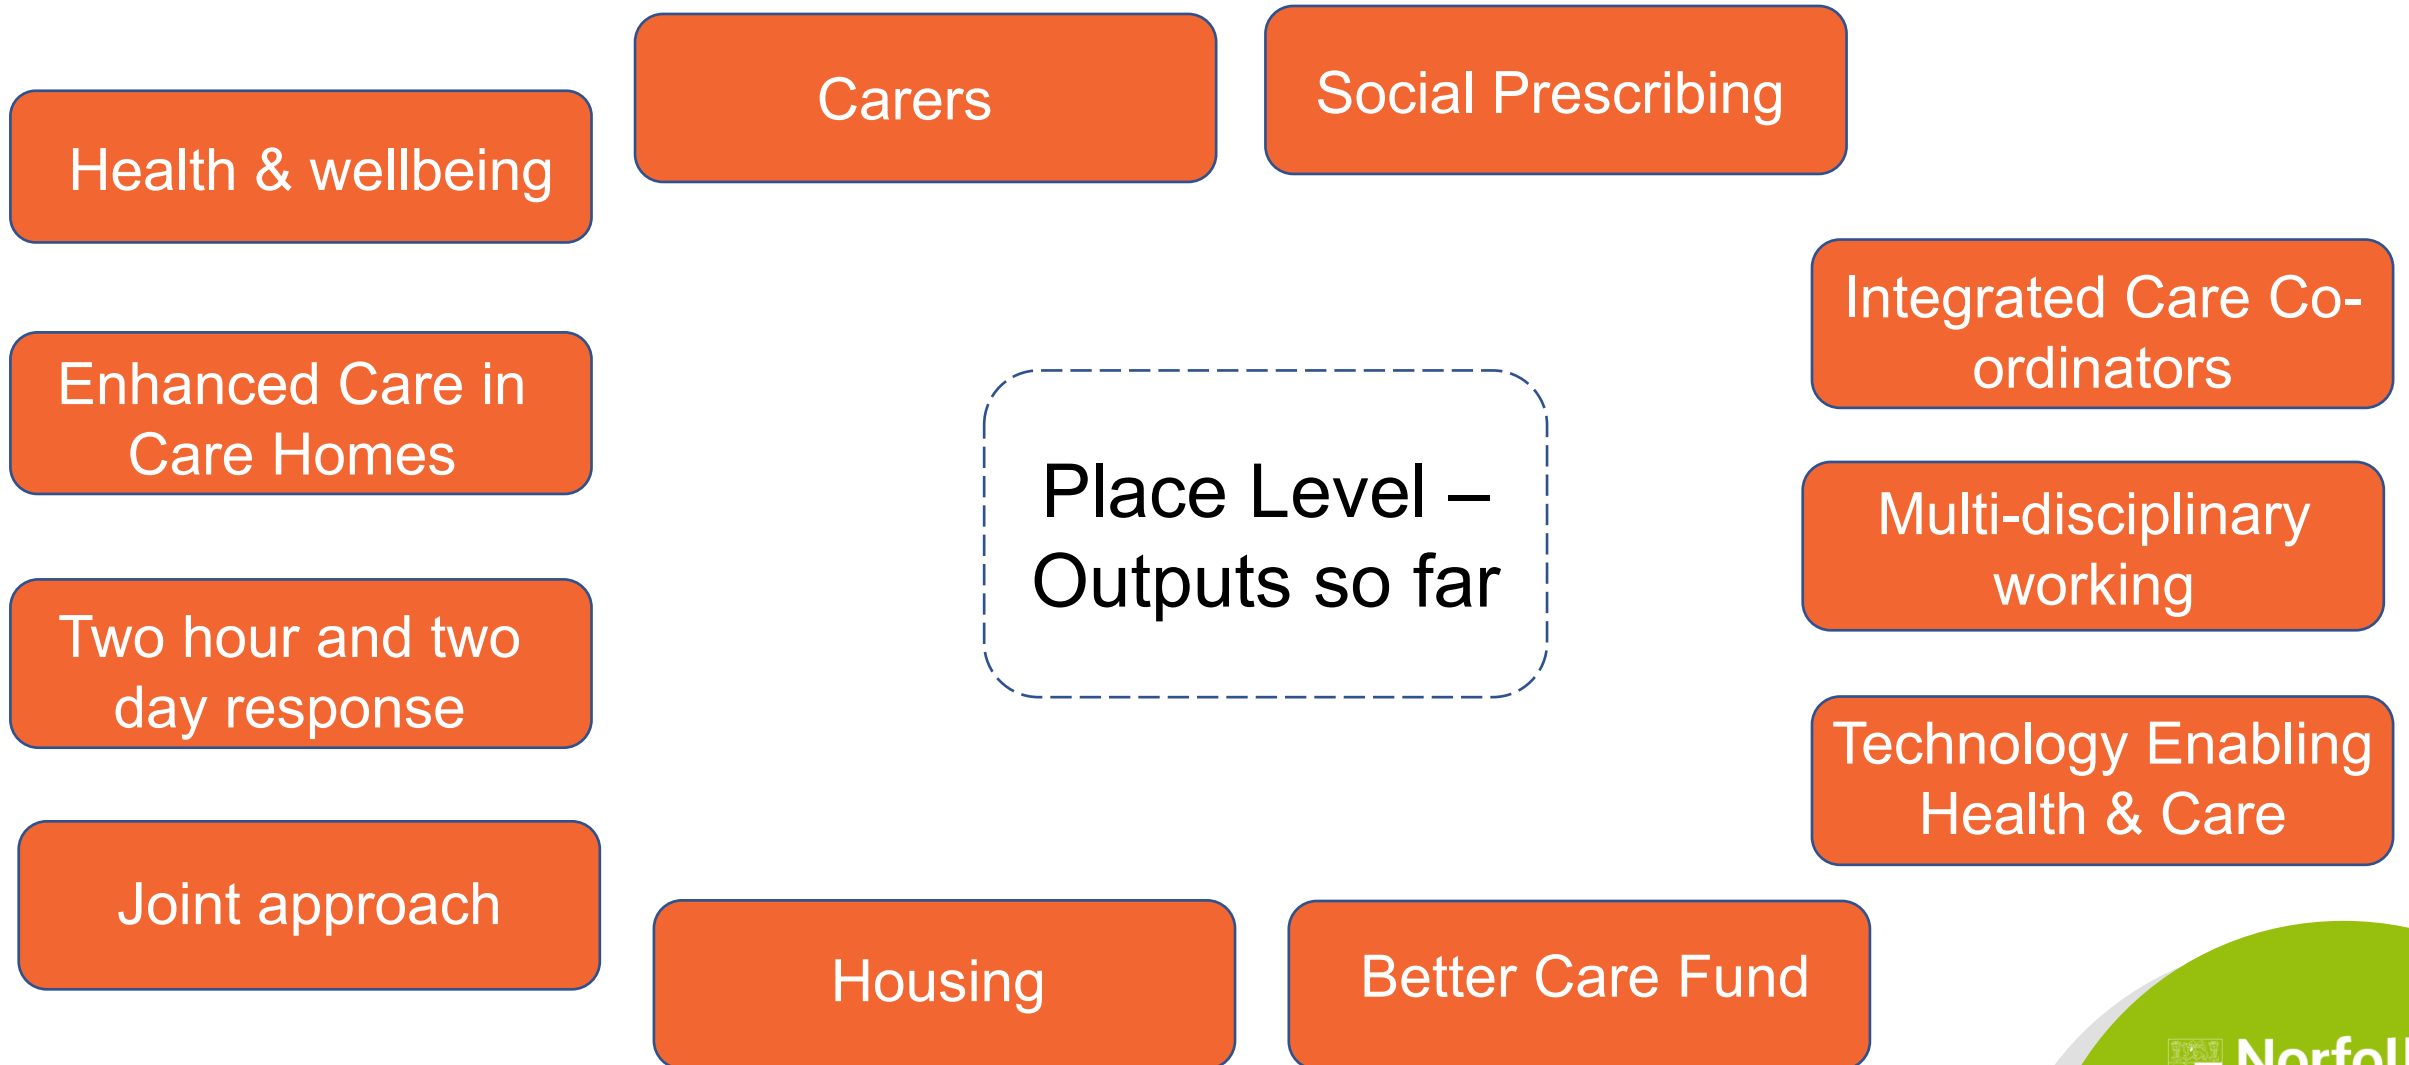 Carers
Social Prescribing
Health & wellbeing
Integrated Care Co-
ordinators
Enhanced Care in
Care Homes
Place Level –
Outputs so far
Multi-disciplinary
working
Two hour and two
day response
Technology Enabling
Health & Care
Joint approach
Housing
Better Care Fund